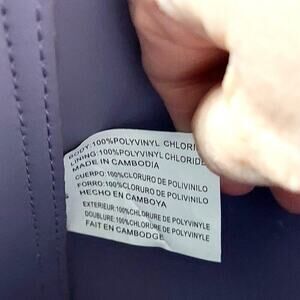 BODY:100%POLYVINYL CHLORIDE
LINING:100%POLYVINYL CHLORIDE
MADE IN CAMBODIA
CUERPO:100%CLORURO DE POLIVINILO
FORRO:100%CLORURO DE POLIVINILO
HECHO EN CAMBOYA
EXTERIEUR:100%CHLORURE DE POLYVINYLE
DOUBLURE:100%CHLORURE DE POLYVINYLE
FAIT EN CAMBODGE